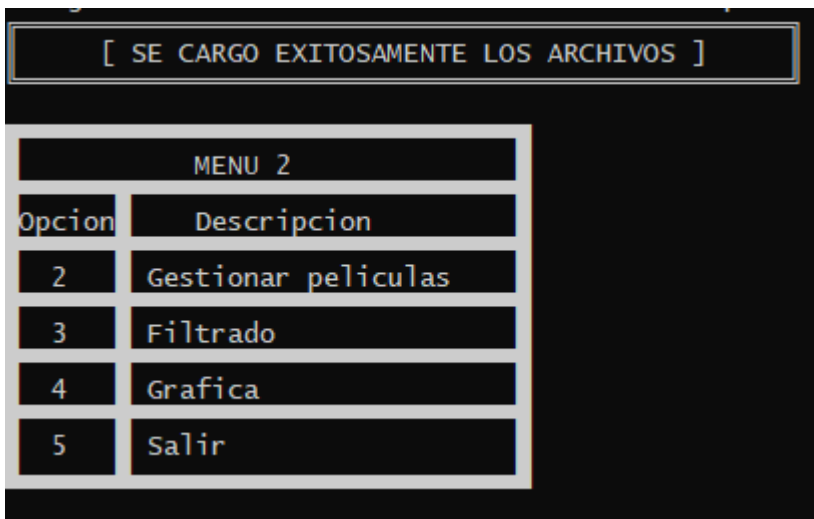 [ SE CARGO EXITOSAMENTE LOS ARCHIVOS ]
MENU 2
Opcion Descripcion
2 Gestionar peliculas
3 Filtrado
4 Grafica
5 Salir